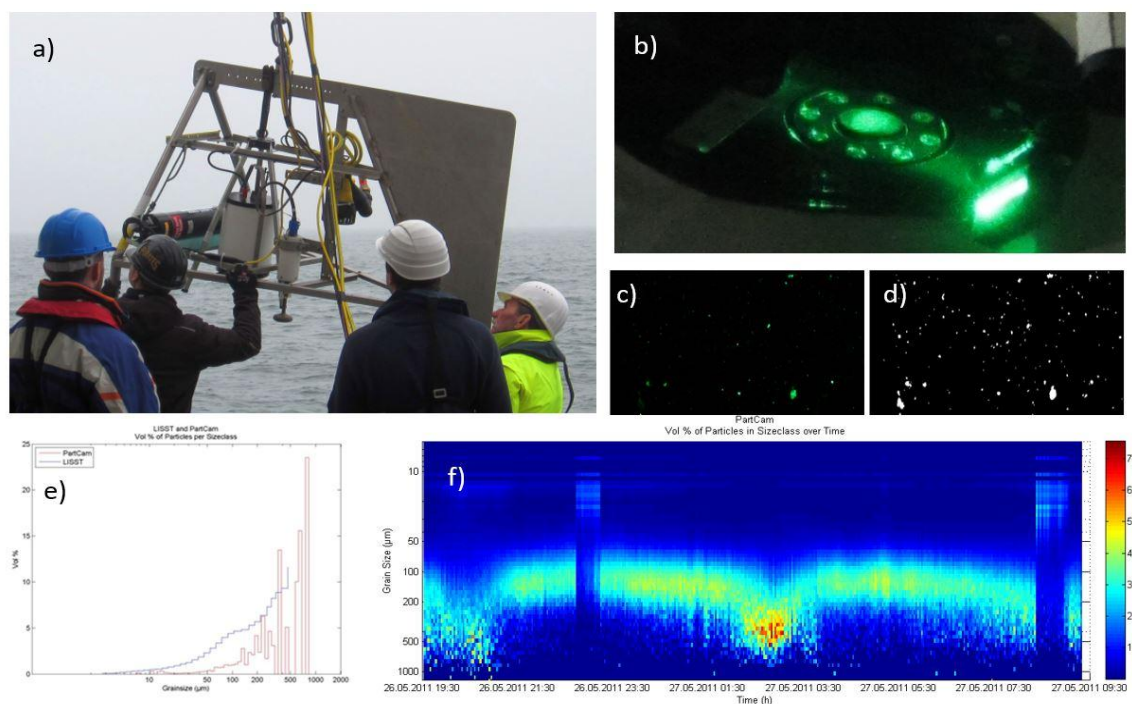 a)
b)
c)
d)
LISST and PartCam
Vol % of Particles per Sizeclass
PartCam
LISST
e)
25
20
15
10
5
0
Vol %
10
50
100
200
500
1000
2000
Grainsize (µm)
PartCam
Vol % of Particles in Sizeclass over Time
f)
10
50
100
200
500
1000
Grain Size (µm)
26.05.2011 19:30
26.05.2011 21:30
26.05.2011 23:30
27.05.2011 01:30
27.05.2011 03:30
27.05.2011 05:30
27.05.2011 07:30
27.05.2011 09:30
Time (h)
7
6
5
4
3
2
1
0